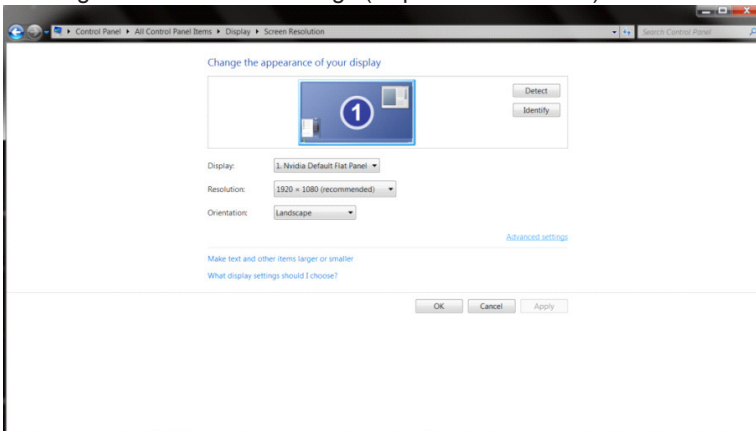 Control Panel ▸ All Control Panel Items ▸ Display ▸ Screen Resolution
Search Control Panel
Change the appearance of your display
1
Detect
Identify
Display: 1. Nvidia Default Flat Panel
Resolution: 1920 × 1080 (recommended)
Orientation: Landscape
Advanced settings
Make text and other items larger or smaller
What display settings should I choose?
OK Cancel Apply